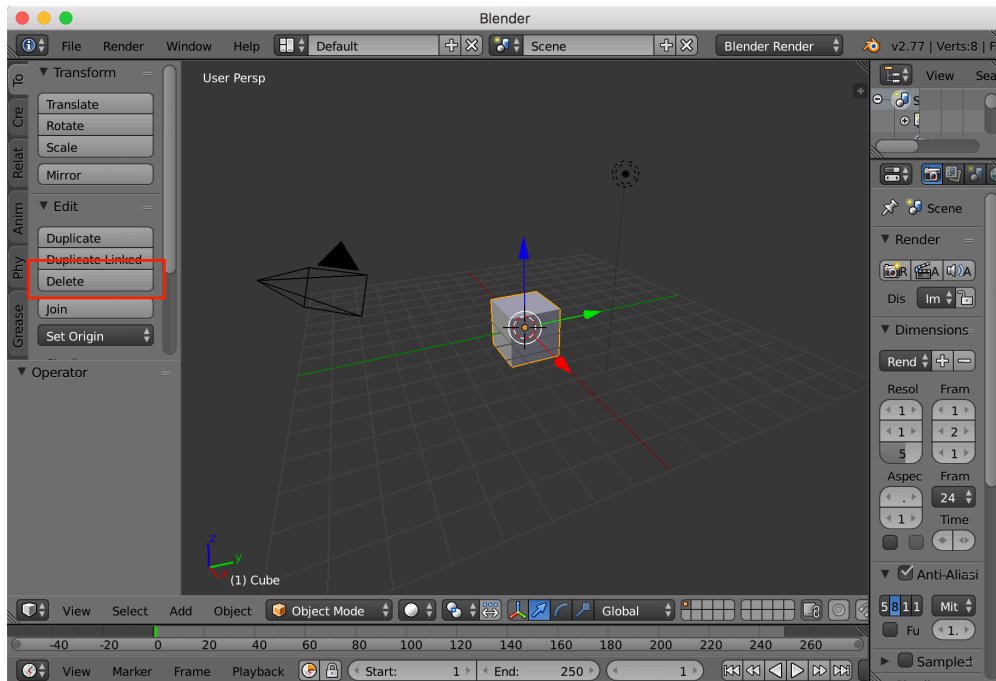 Blender
File Render Window Help Default Scene Blender Render v2.77 | Verts:8 | F
Transform
User Persp
View Sea
To
Translate
S
Cre
Rotate
Scale
Relat
Mirror
Scene
Anim
Edit
Render
Duplicate
Duplicate Linked
R A A
Phy
Delete
Dis Im
Join
Grease
Set Origin
Dimensions
Operator
Rend
Resol Fram
1 1
1 2
5 1
Aspec Fram
. 24
1 Time
z
y
x
(1) Cube
Anti-Aliasi
5 8 1 1 Mit
Fu 1.
View Select Add Object Object Mode Global
-40 -20 0 20 40 60 80 100 120 140 160 180 200 220 240 260
Sampled
View Marker Frame Playback Start: 1 End: 250 1